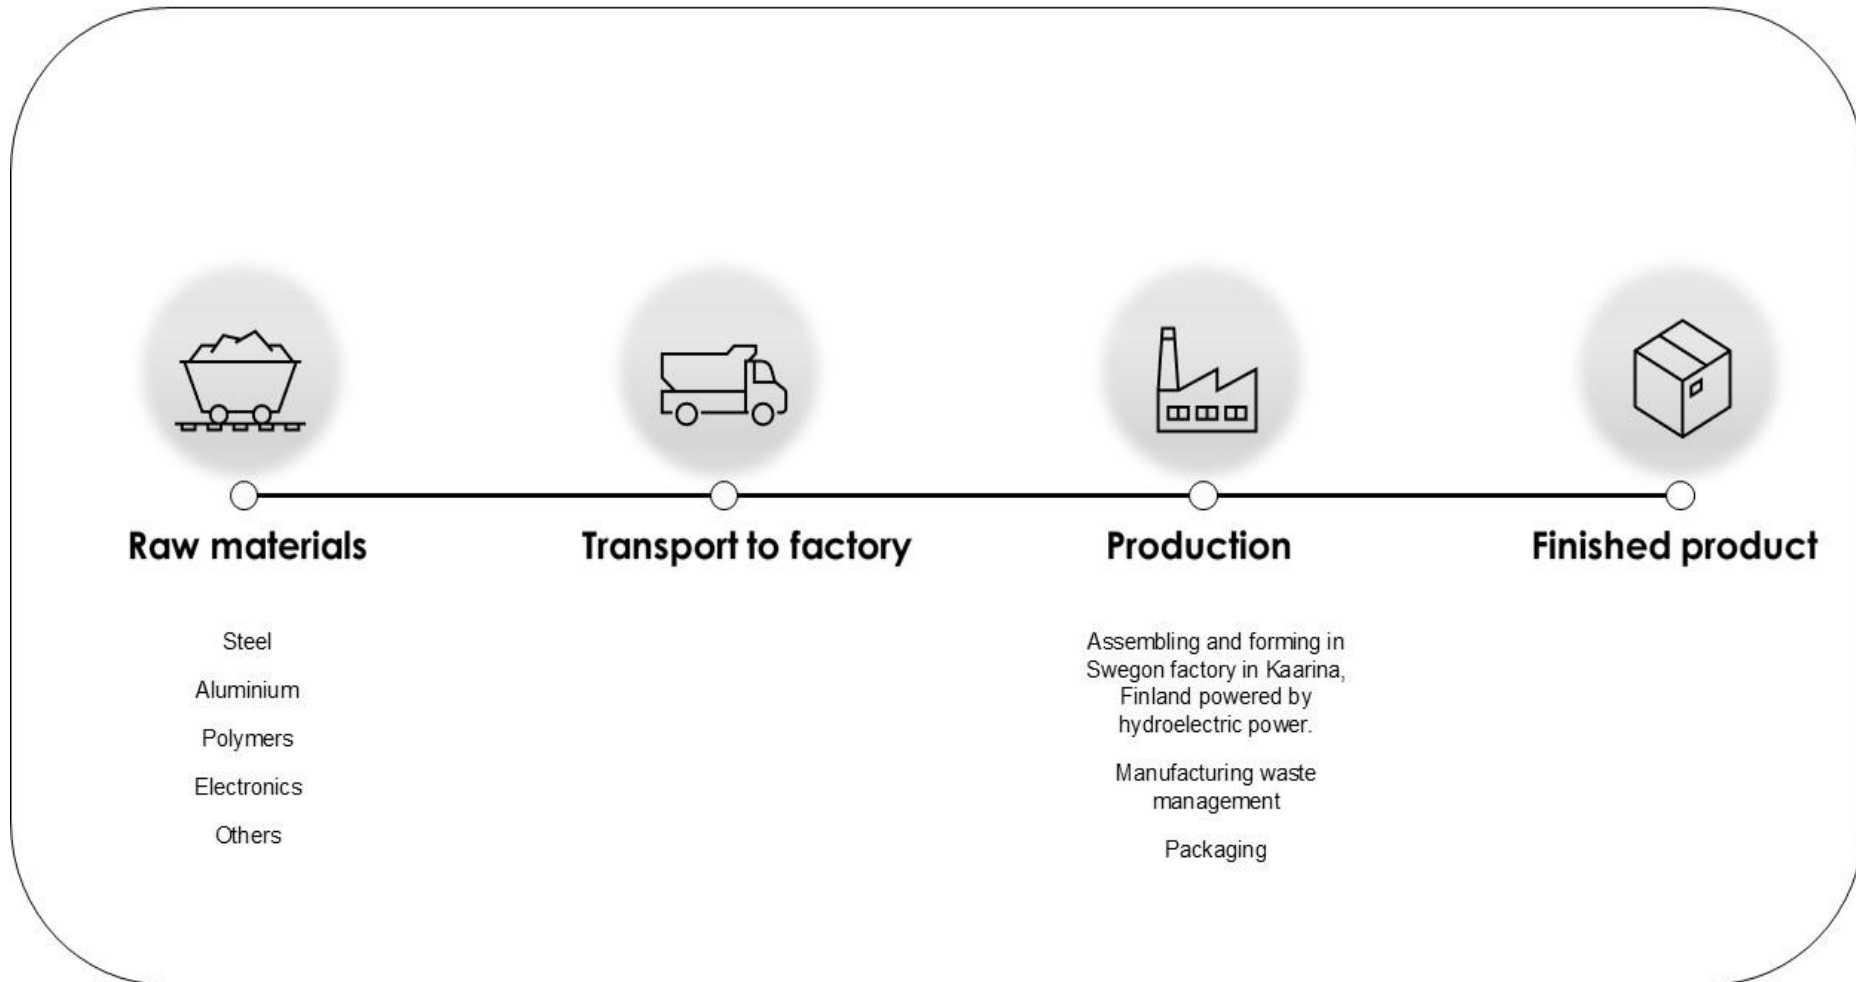 Raw materials
Steel
Aluminium
Polymers
Electronics
Others
Transport to factory
Production
Assembling and forming in
Swegon factory in Kaarina,
Finland powered by
hydroelectric power.
Manufacturing waste
management
Packaging
Finished product